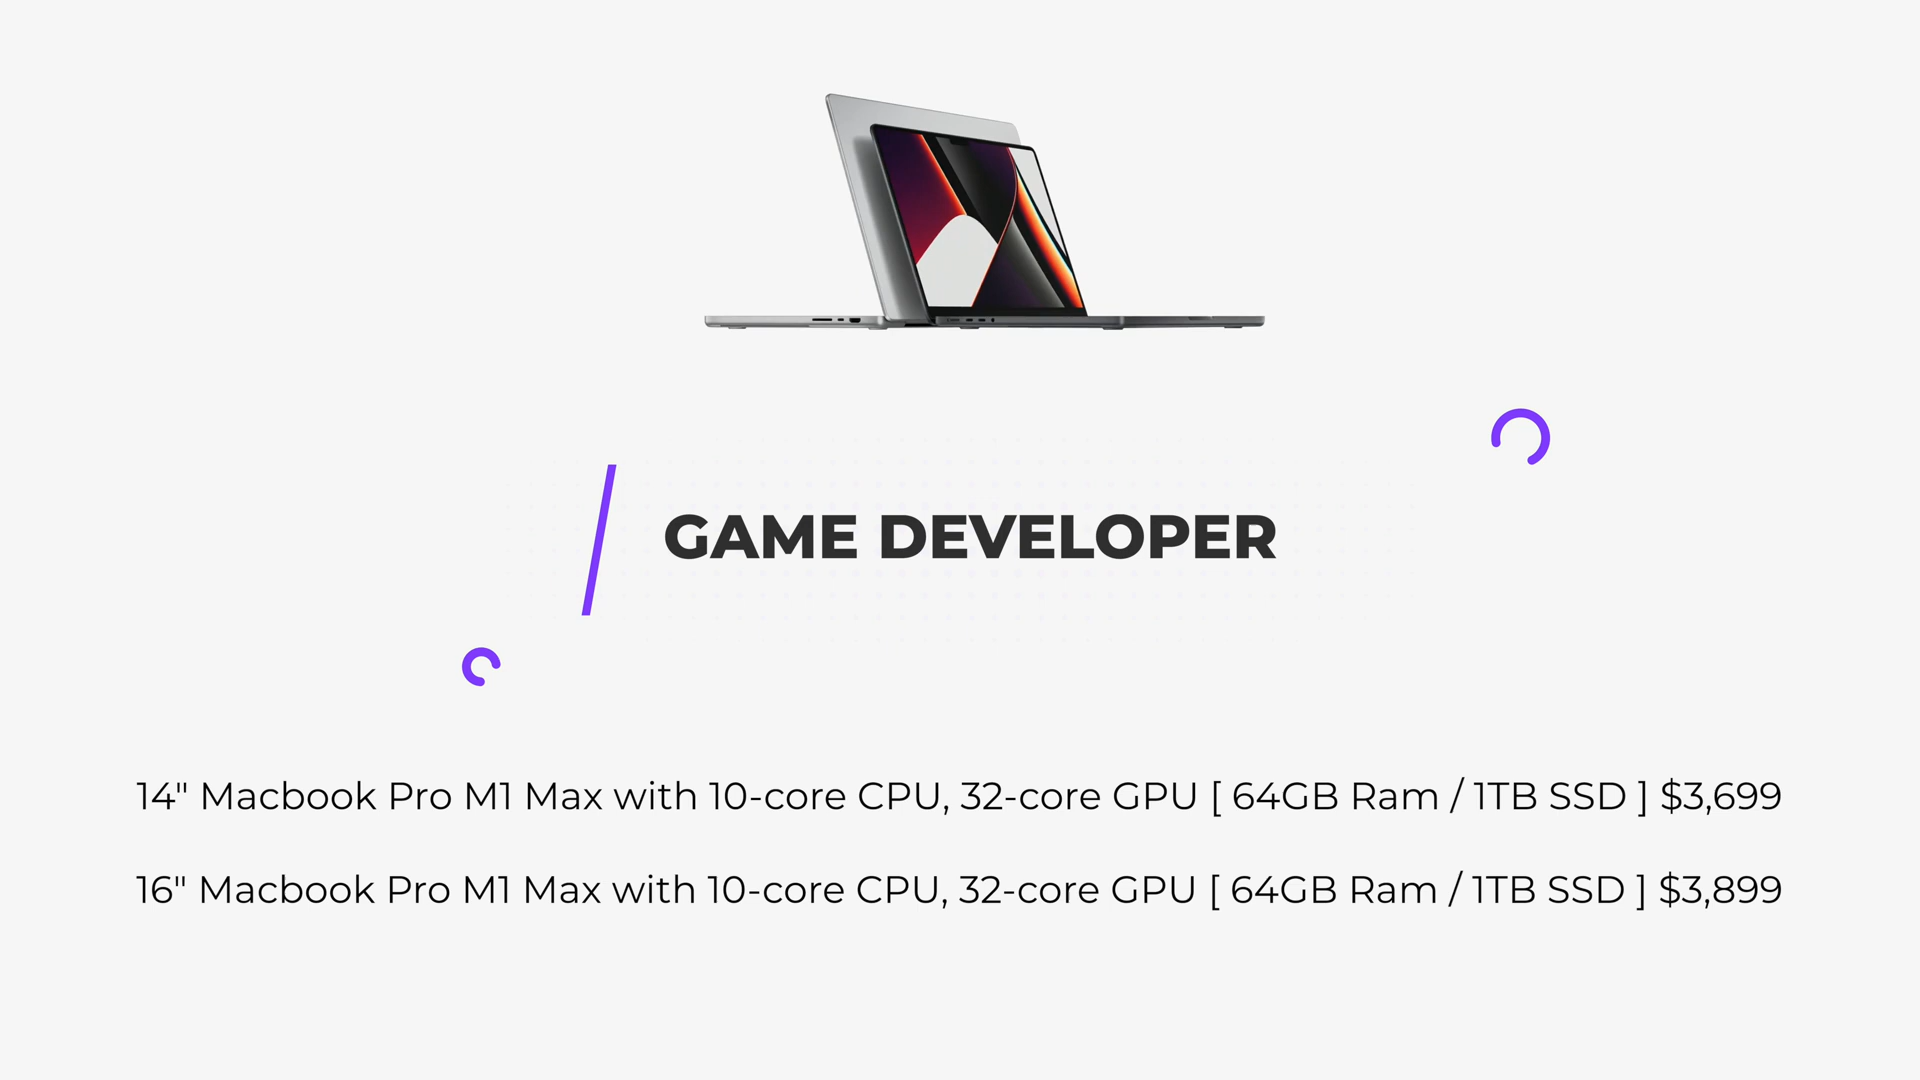 GAME DEVELOPER
14" Macbook Pro M1 Max with 10-core CPU, 32-core GPU [ 64GB Ram / 1TB SSD ] $3,699
16" Macbook Pro M1 Max with 10-core CPU, 32-core GPU [ 64GB Ram / 1TB SSD ] $3,899